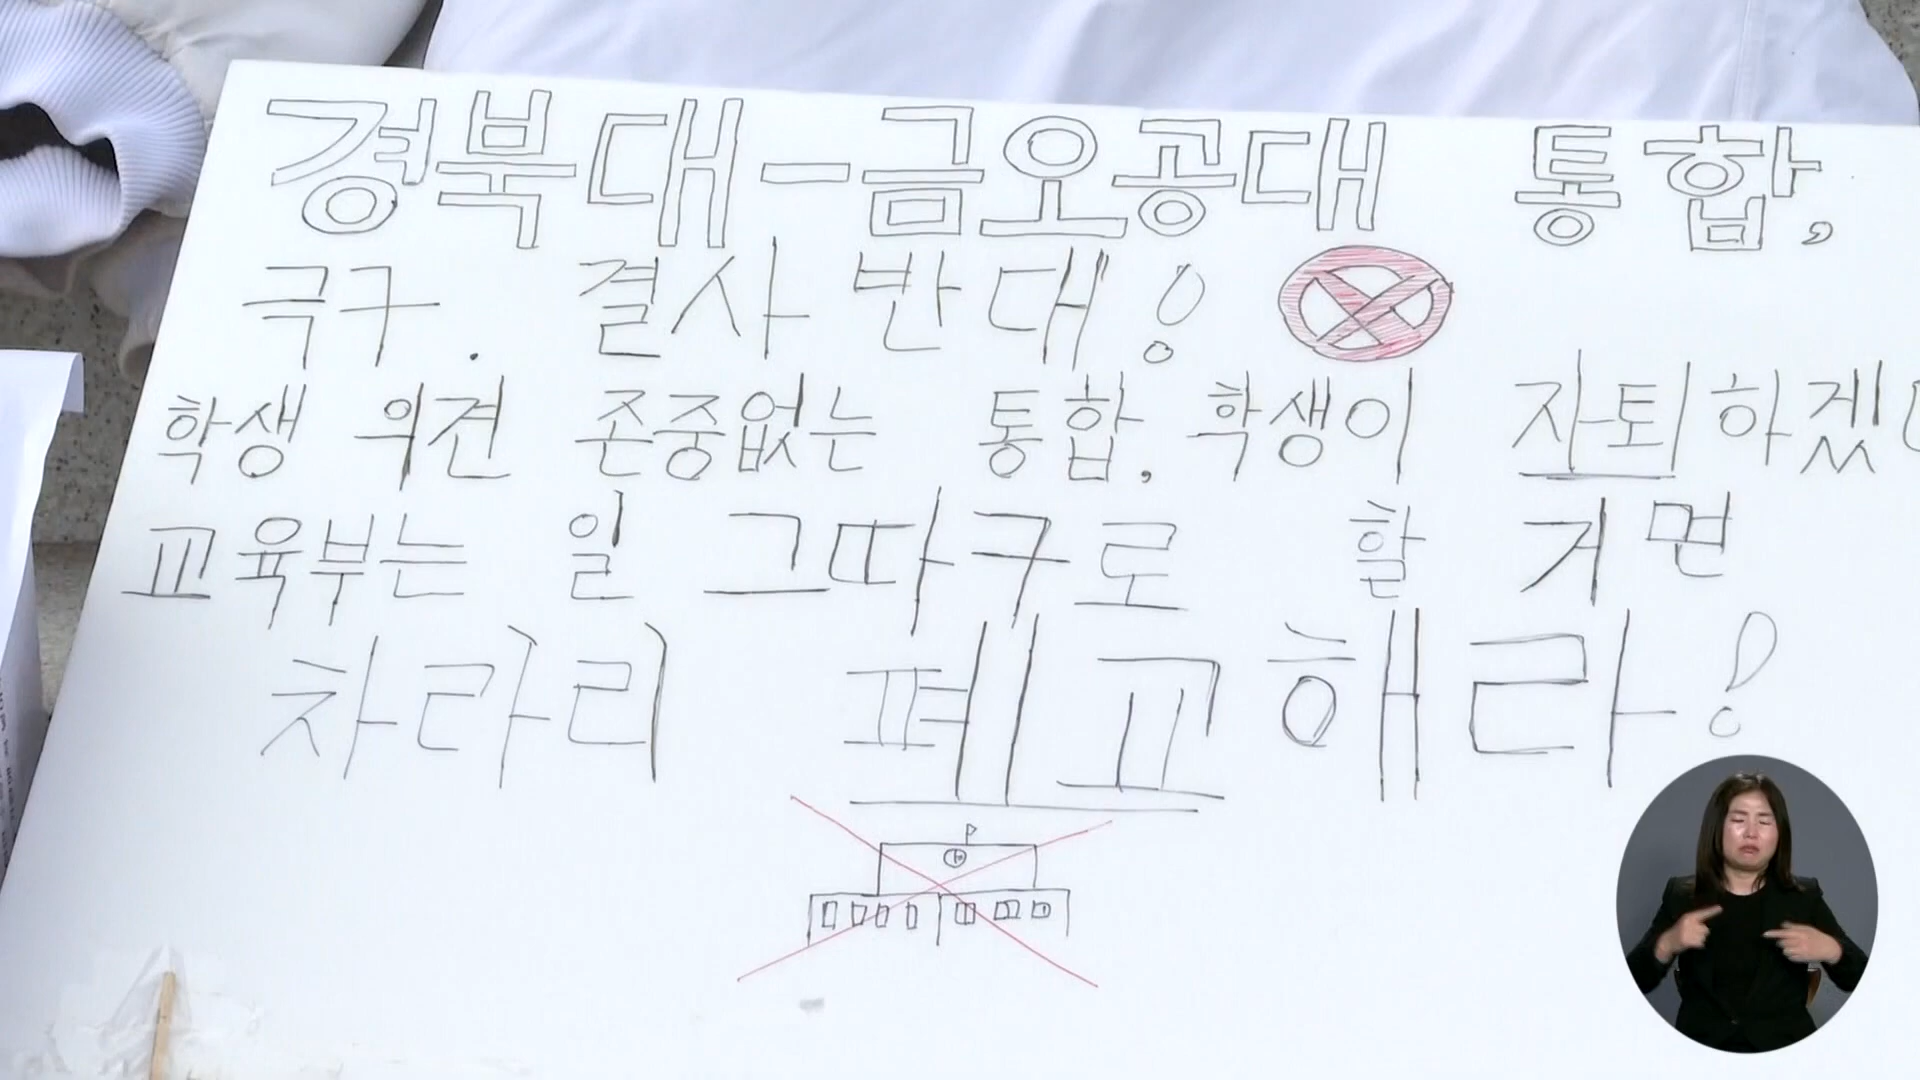 경북대-금오공대 통합,
극구. 결사반대!
학생 의견 존중없는 통합, 학생이 자퇴하겠
교육부는 일 그따구로 할 거면
차라리 폐교해라!